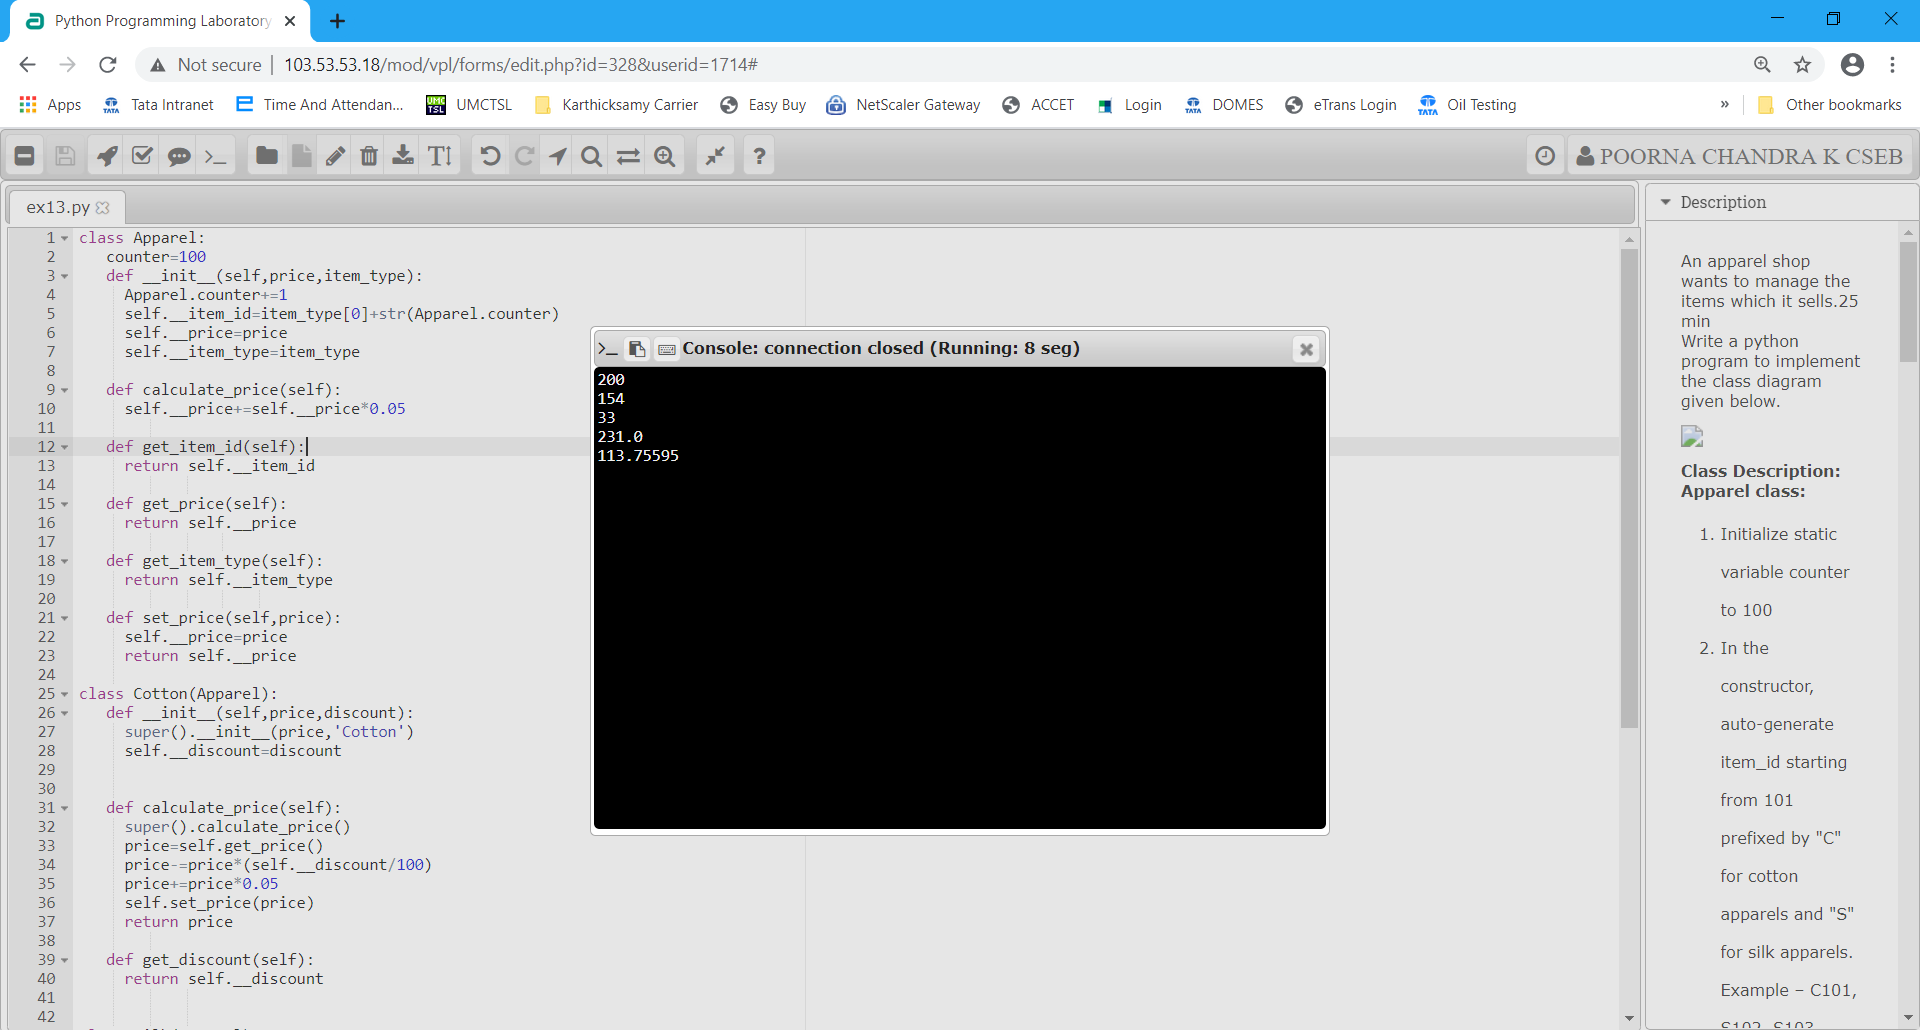 Python Programming Laboratory
Not secure | 103.53.53.18/mod/vpl/forms/edit.php?id=328&userid=1714#
Apps
Tata Intranet
Time And Attendan...
UMC TSL UMCTSL
Karthicksamy Carrier
Easy Buy
NetScaler Gateway
ACCET
Login
TATA DOMES
eTrans Login
TATA Oil Testing
»
Other bookmarks
POORNA CHANDRA K CSEB
ex13.py
1 class Apparel:
2 counter=100
3 def __init__(self,price,item_type):
4 Apparel.counter+=1
5 self.__item_id=item_type[0]+str(Apparel.counter)
6 self.__price=price
7 self.__item_type=item_type
8
9 def calculate_price(self):
10 self.__price+=self.__price*0.05
11
12 def get_item_id(self):
13 return self.__item_id
14
15 def get_price(self):
16 return self.__price
17
18 def get_item_type(self):
19 return self.__item_type
20
21 def set_price(self,price):
22 self.__price=price
23 return self.__price
24
25 class Cotton(Apparel):
26 def __init__(self,price,discount):
27 super().__init__(price,'Cotton')
28 self.__discount=discount
29
30
31 def calculate_price(self):
32 super().calculate_price()
33 price=self.get_price()
34 price-=price*(self.__discount/100)
35 price+=price*0.05
36 self.set_price(price)
37 return price
38
39 def get_discount(self):
40 return self.__discount
41
42
Console: connection closed (Running: 8 seg)
200
154
33
231.0
113.75595
Description
An apparel shop
wants to manage the
items which it sells.25
min
Write a python
program to implement
the class diagram
given below.
Class Description:
Apparel class:
1. Initialize static
variable counter
to 100
2. In the
constructor,
auto-generate
item_id starting
from 101
prefixed by "C"
for cotton
apparels and "S"
for silk apparels.
Example – C101,
S102, S103